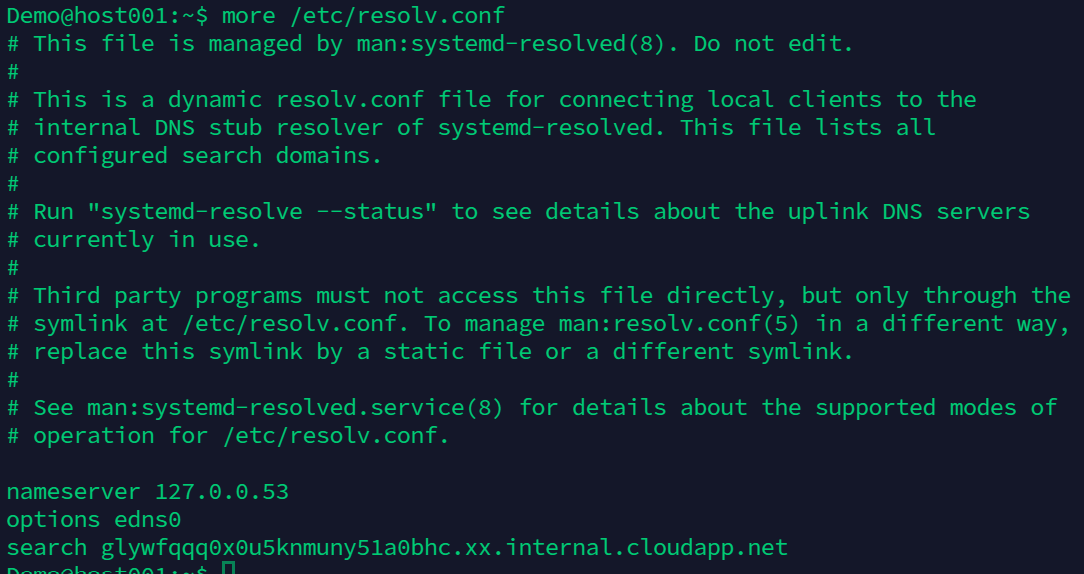 Demo@host001:~$ more /etc/resolv.conf
# This file is managed by man:systemd-resolved(8). Do not edit.
#
# This is a dynamic resolv.conf file for connecting local clients to the
# internal DNS stub resolver of systemd-resolved. This file lists all
# configured search domains.
#
# Run "systemd-resolve --status" to see details about the uplink DNS servers
# currently in use.
#
# Third party programs must not access this file directly, but only through the
# symlink at /etc/resolv.conf. To manage man:resolv.conf(5) in a different way,
# replace this symlink by a static file or a different symlink.
#
# See man:systemd-resolved.service(8) for details about the supported modes of
# operation for /etc/resolv.conf.

nameserver 127.0.0.53
options edns0
search glywfqqq0x0u5knmuny51a0bhc.xx.internal.cloudapp.net
Demo@host001:~$